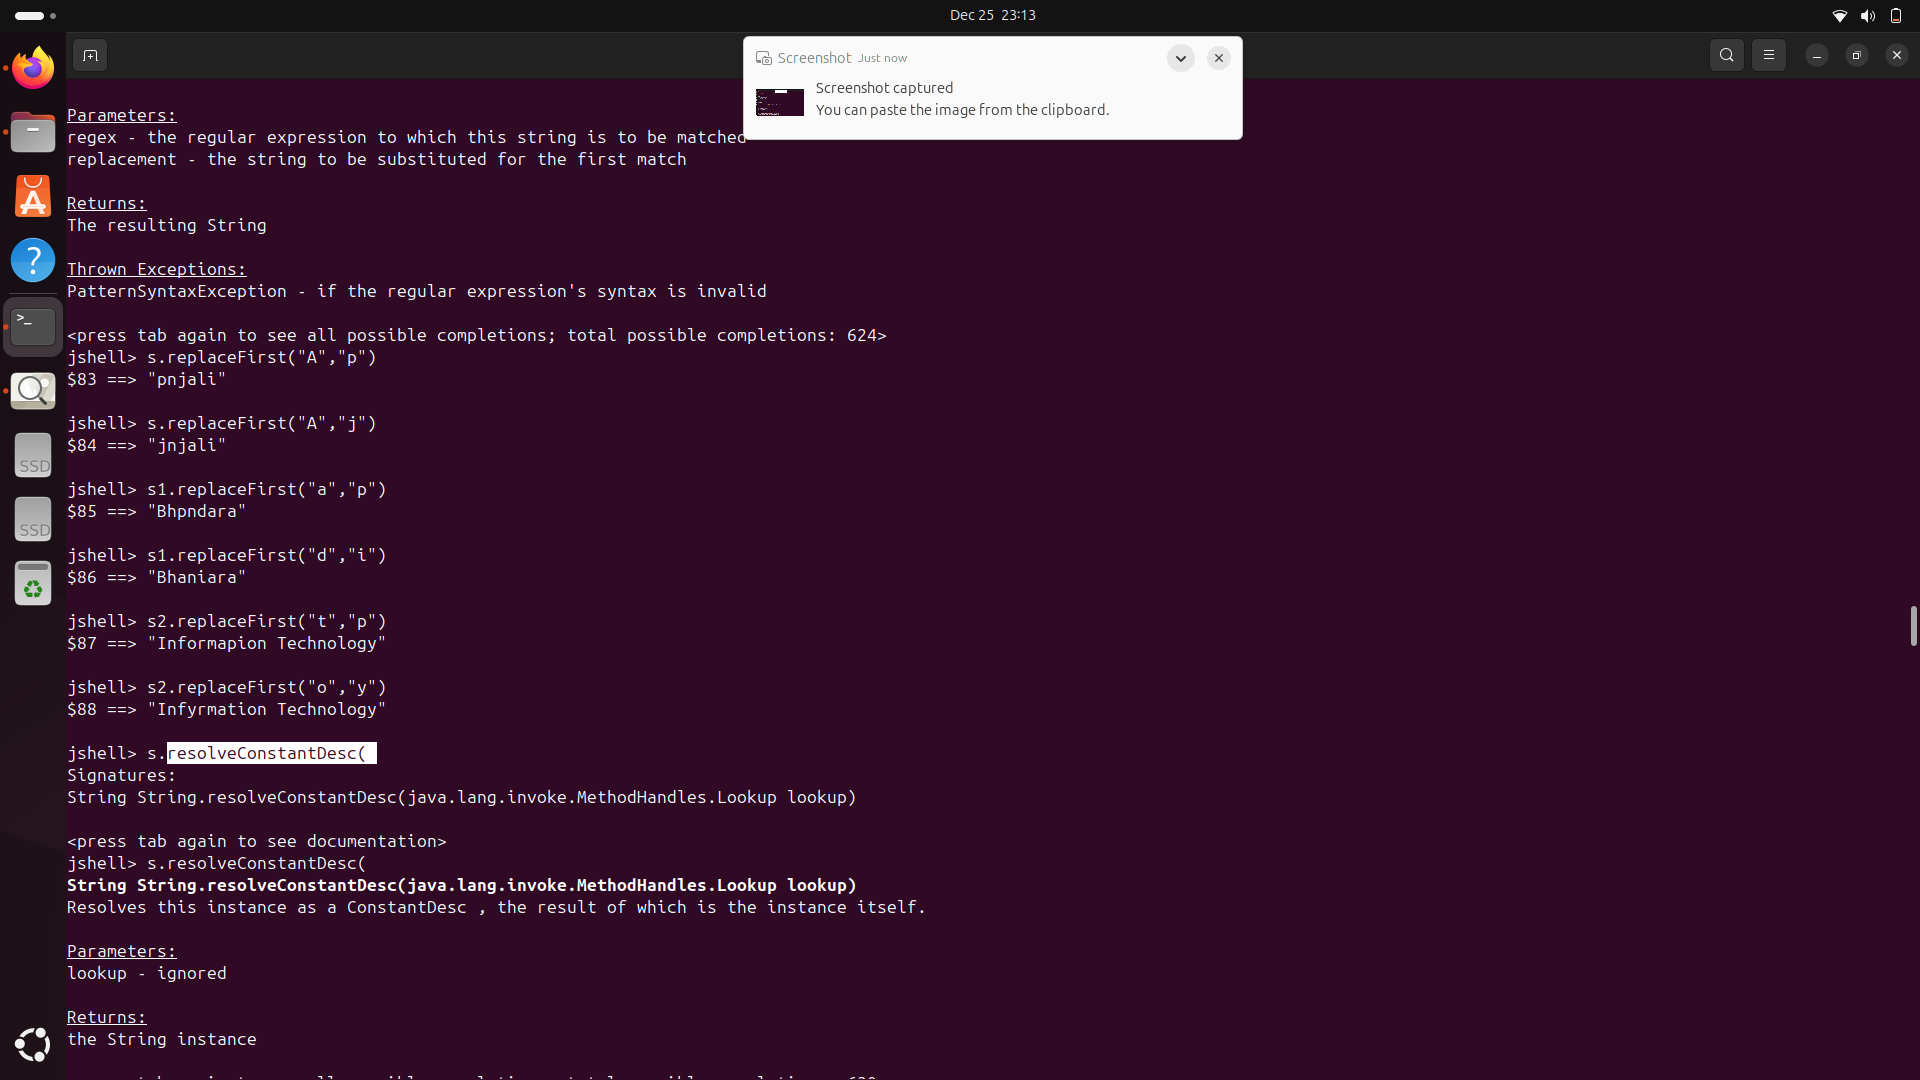 Dec 25 23:13
Screenshot Just now
Screenshot captured
You can paste the image from the clipboard.
Parameters:
regex - the regular expression to which this string is to be matched
replacement - the string to be substituted for the first match
Returns:
The resulting String
Thrown Exceptions:
PatternSyntaxException - if the regular expression's syntax is invalid
<press tab again to see all possible completions; total possible completions: 624>
jshell> s.replaceFirst("A","p")
$83 ==> "pnjali"
jshell> s.replaceFirst("A","j")
$84 ==> "jnjali"
jshell> s1.replaceFirst("a","p")
$85 ==> "Bhpndara"
jshell> s1.replaceFirst("d","i")
$86 ==> "Bhaniara"
jshell> s2.replaceFirst("t","p")
$87 ==> "Informapion Technology"
jshell> s2.replaceFirst("o","y")
$88 ==> "Infyrmation Technology"
jshell> s.resolveConstantDesc(
Signatures:
String String.resolveConstantDesc(java.lang.invoke.MethodHandles.Lookup lookup)
<press tab again to see documentation>
jshell> s.resolveConstantDesc(
String String.resolveConstantDesc(java.lang.invoke.MethodHandles.Lookup lookup)
Resolves this instance as a ConstantDesc , the result of which is the instance itself.
Parameters:
lookup - ignored
Returns:
the String instance
SSD
SSD